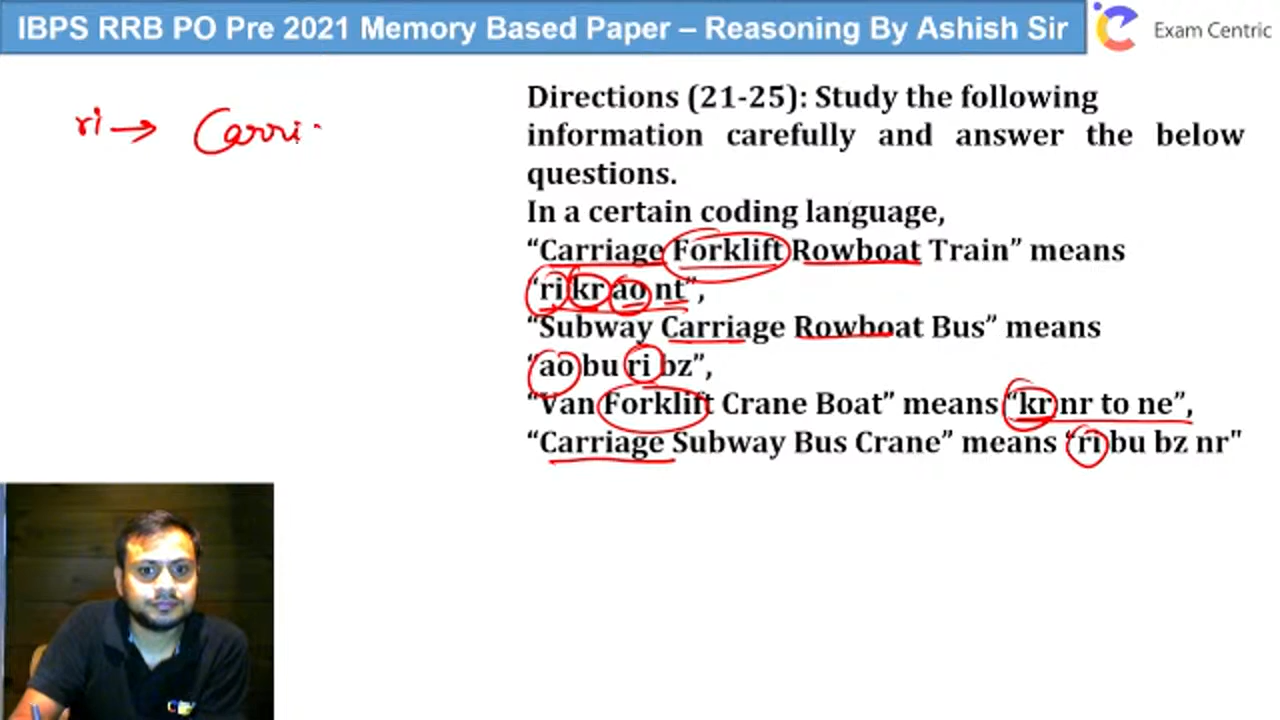 IBPS RRB PO Pre 2021 Memory Based Paper – Reasoning By Ashish Sir
Exam Centric
ri → Carri
Directions (21-25): Study the following
information carefully and answer the below
questions.
In a certain coding language,
“Carriage Forklift Rowboat Train” means
“ri kr ao nt”,
“Subway Carriage Rowboat Bus” means
“ao bu ri bz”,
“Van Forklift Crane Boat” means “kr nr to ne”,
“Carriage Subway Bus Crane” means “ri bu bz nr"